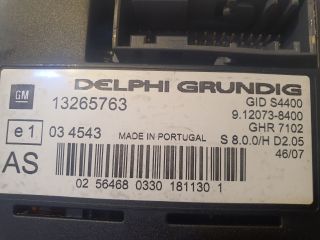 DELPHI GRUNDIG
GM
13265763
GID S4400
9.12073-8400
GHR 7102
e 1
03 4543
MADE IN PORTUGAL
S 8.0.0/H D2.05
46/07
AS
02 56468 0330 181130 1